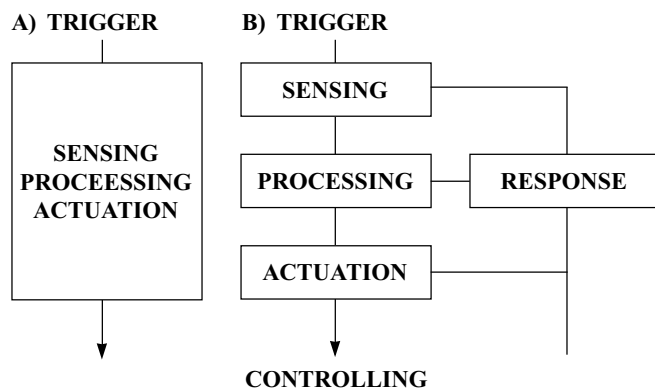 A) TRIGGER
SENSING
PROCEESSING
ACTUATION
B) TRIGGER
SENSING
PROCESSING
RESPONSE
ACTUATION
CONTROLLING